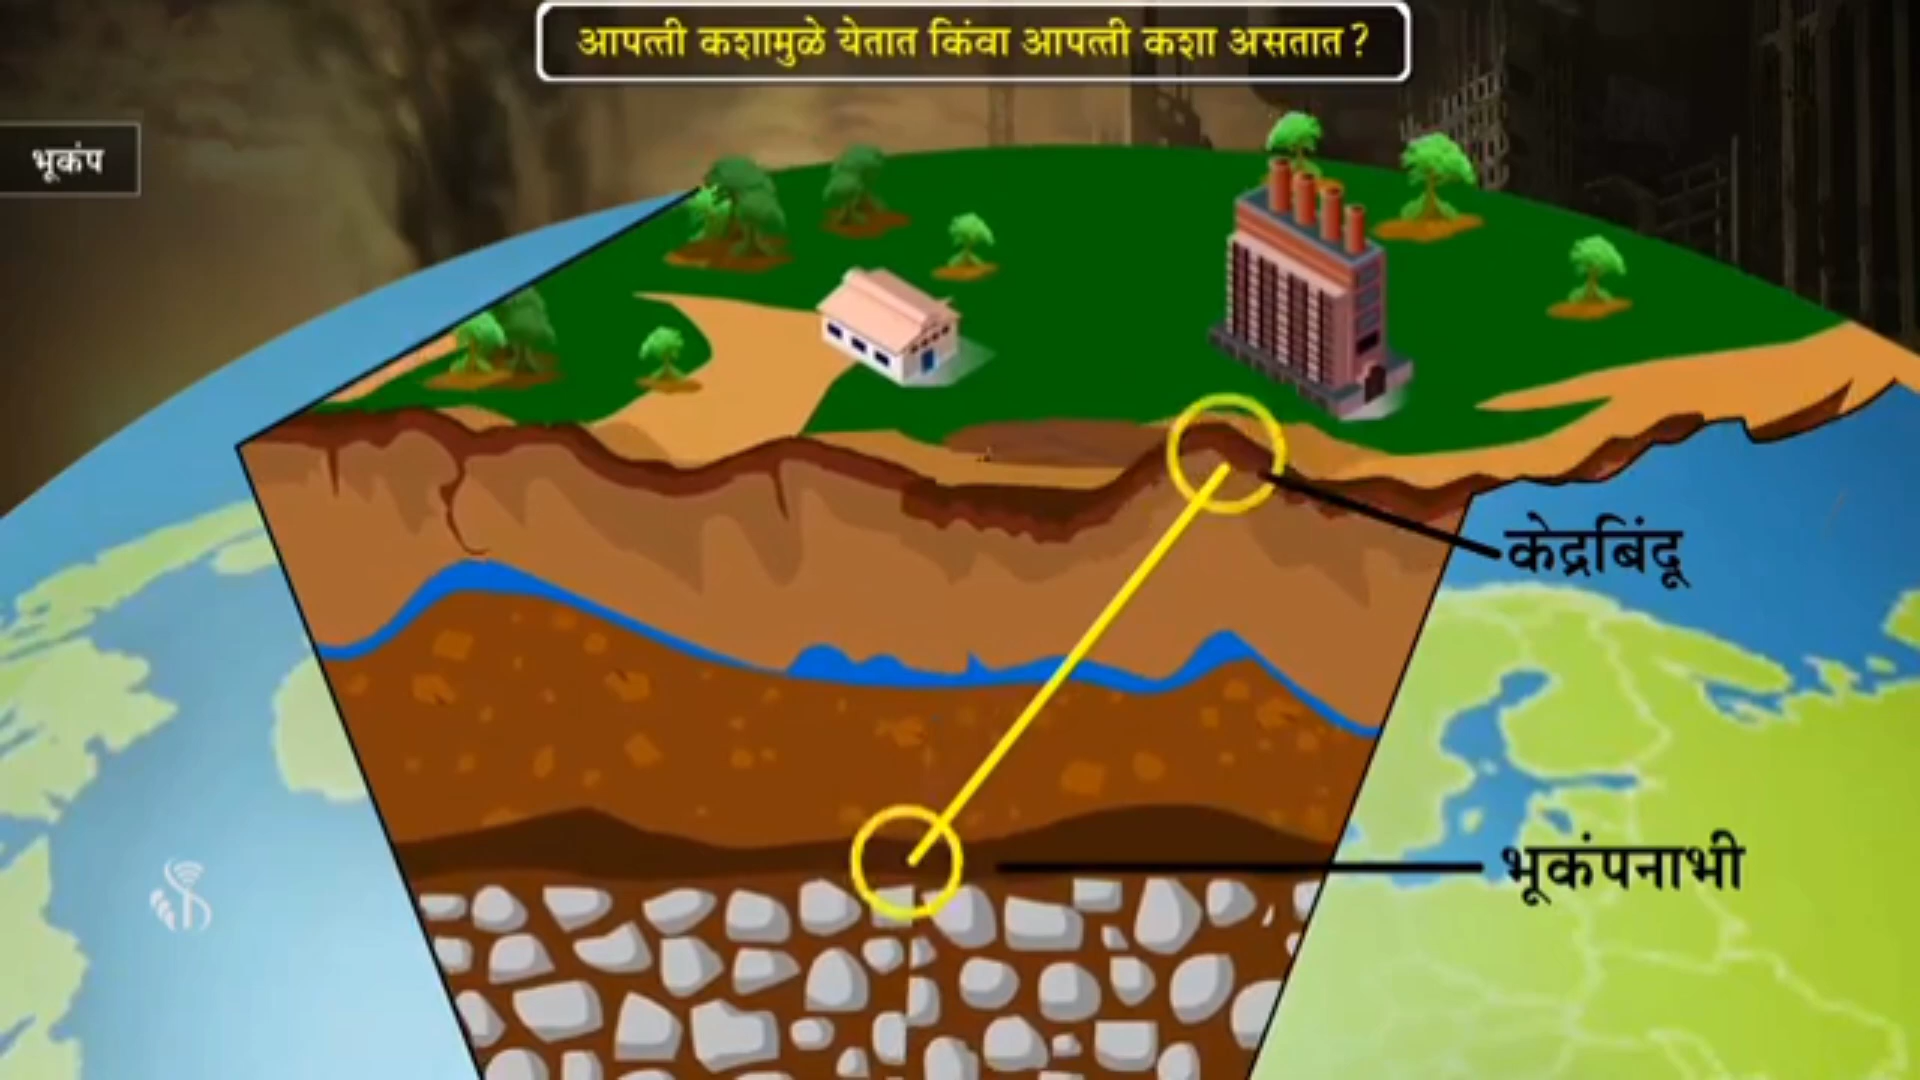 आपत्ती कशामुळे येतात किंवा आपत्ती कशा असतात ?
भूकंप
केद्रबिंदू
भूकंपनाभी